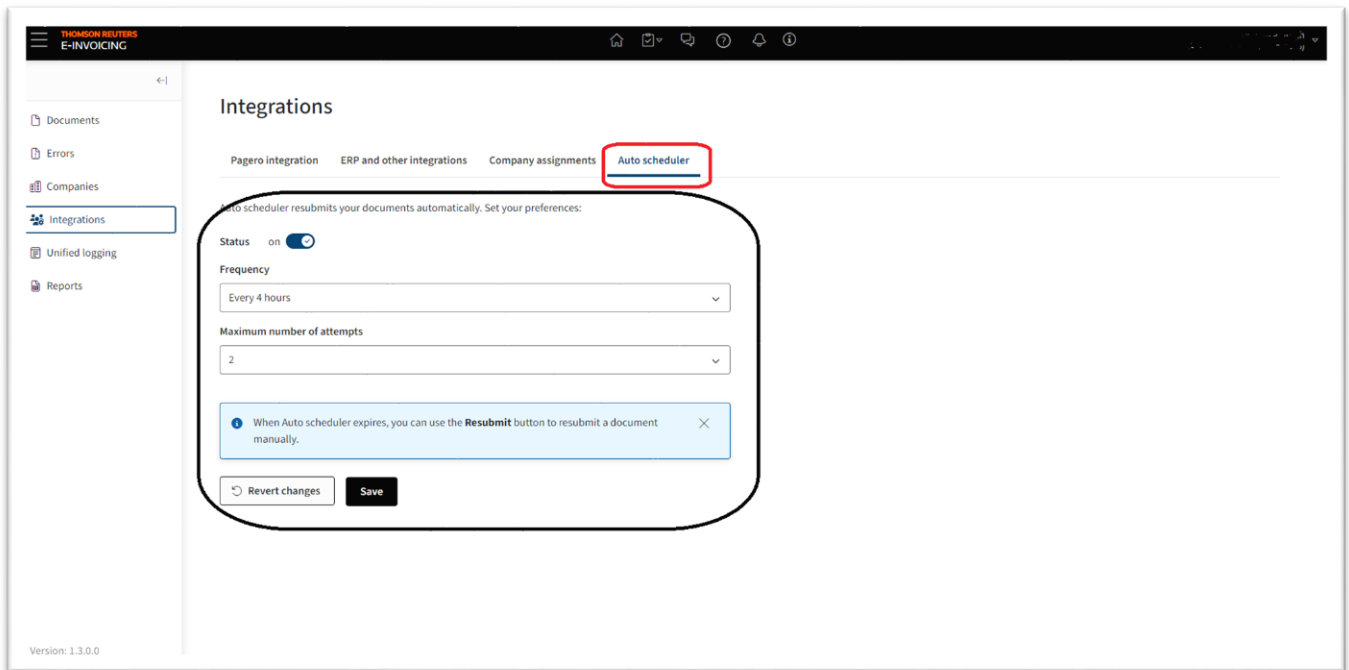 THOMSON REUTERS
E-INVOICING
Documents
Errors
Companies
Integrations
Unified logging
Reports
Version: 1.3.0.0
Integrations
Pagero integration
ERP and other integrations
Company assignments
Auto scheduler
Auto scheduler resubmits your documents automatically. Set your preferences:
Status on
Frequency
Every 4 hours
Maximum number of attempts
2
When Auto scheduler expires, you can use the Resubmit button to resubmit a document
manually.
Revert changes
Save